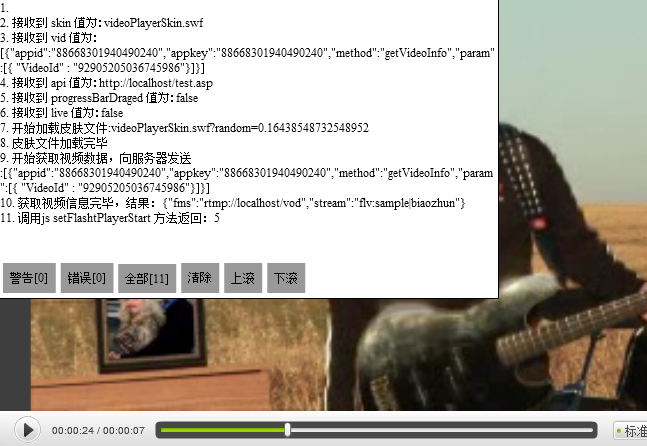 1.
2. 接收到 skin 值为: videoPlayerSkin.swf
3. 接收到 vid 值为:
[{"appid":"88668301940490240","appkey":"88668301940490240","method":"getVideoInfo","param"
:[{ "VideoId" : "92905205036745986"}]}]
4. 接收到 api 值为: http://localhost/test.asp
5. 接收到 progressBarDraged 值为: false
6. 接收到 live 值为: false
7. 开始加载皮肤文件:videoPlayerSkin.swf?random=0.16438548732548952
8. 皮肤文件加载完毕
9. 开始获取视频数据，向服务器发送
:[{"appid":"88668301940490240","appkey":"88668301940490240","method":"getVideoInfo","param
":[{ "VideoId" : "92905205036745986"}]}]
10. 获取视频信息完毕，结果：{"fms":"rtmp://localhost/vod","stream":"flv:sample|biaozhun"}
11. 调用js setFlashtPlayerStart 方法返回：5
警告[0] 错误[0] 全部[11] 清除 上滚 下滚
00:00:24 / 00:00:07 标准